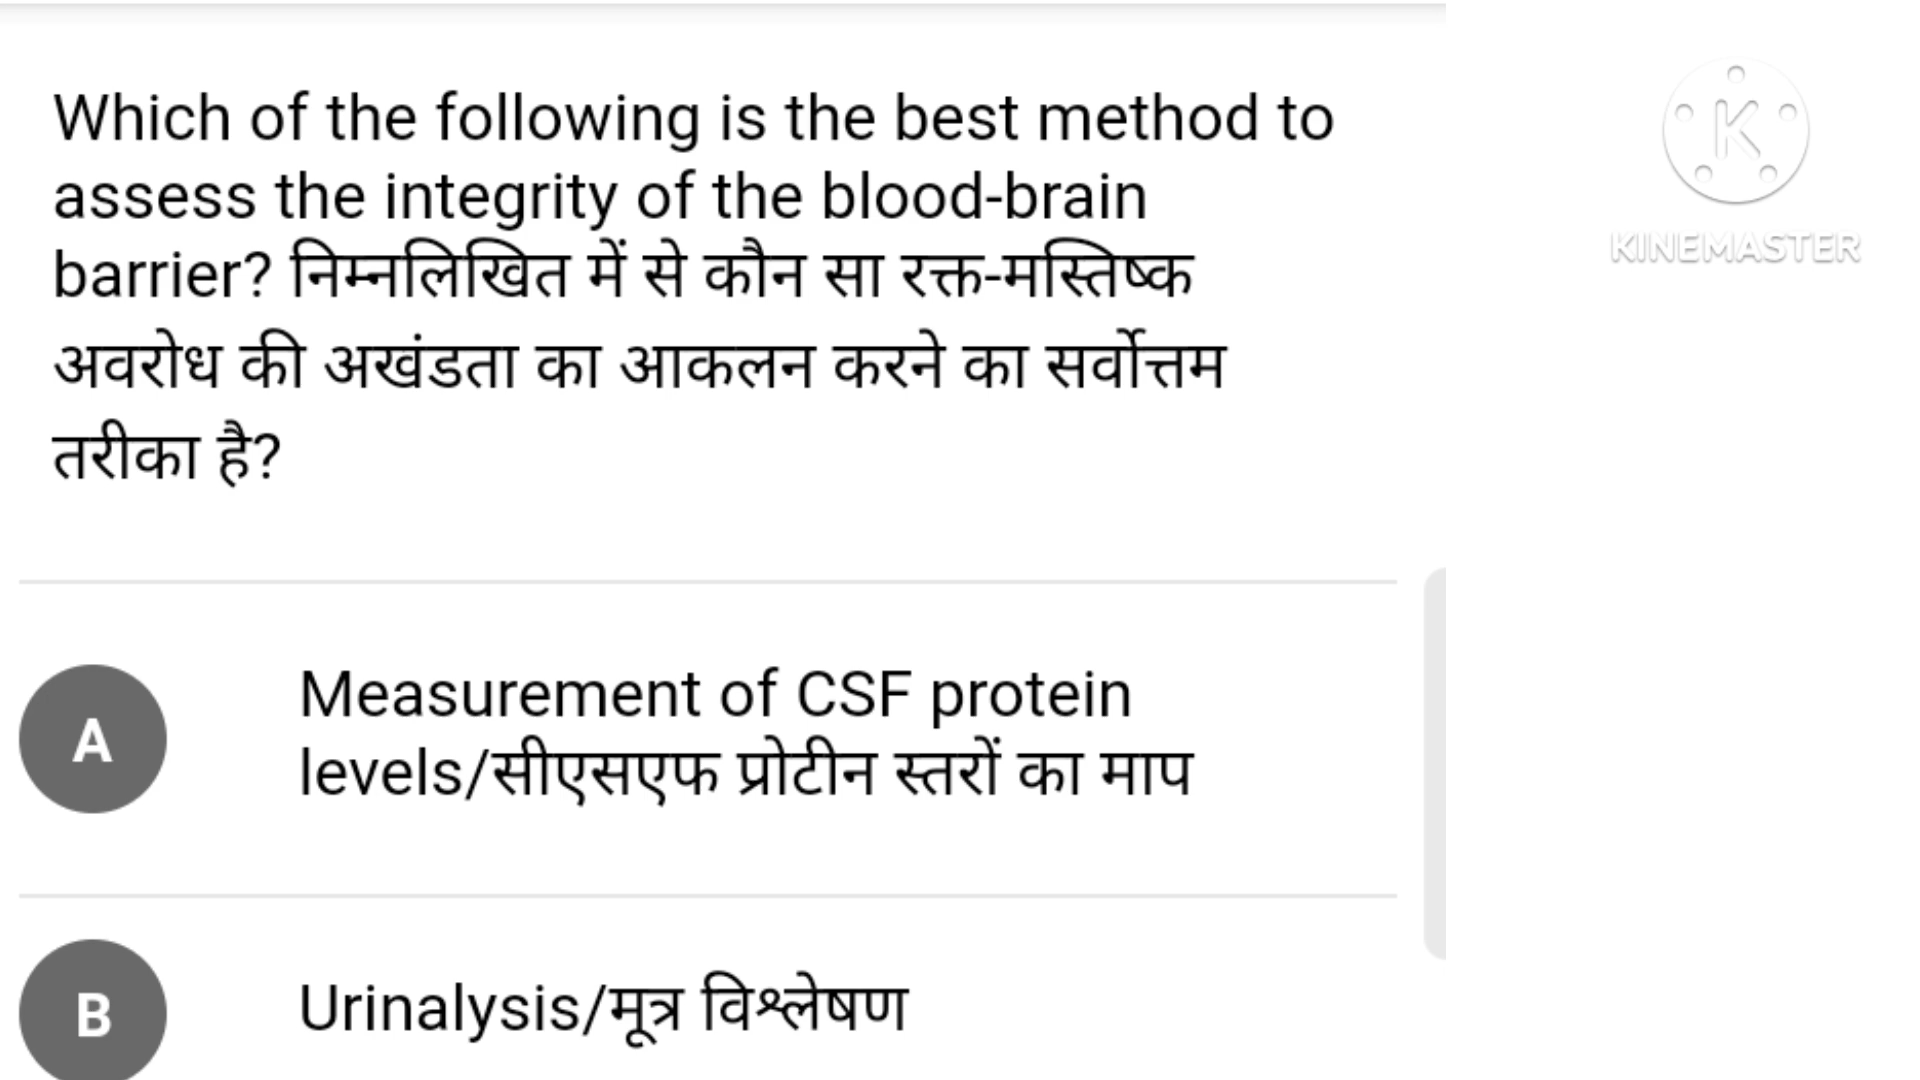 Which of the following is the best method to
assess the integrity of the blood-brain
barrier? निम्नलिखित में से कौन सा रक्त-मस्तिष्क
अवरोध की अखंडता का आकलन करने का सर्वोत्तम
तरीका है?
K
KINEMASTER
A
Measurement of CSF protein
levels/सीएसएफ प्रोटीन स्तरों का माप
B
Urinalysis/मूत्र विश्लेषण